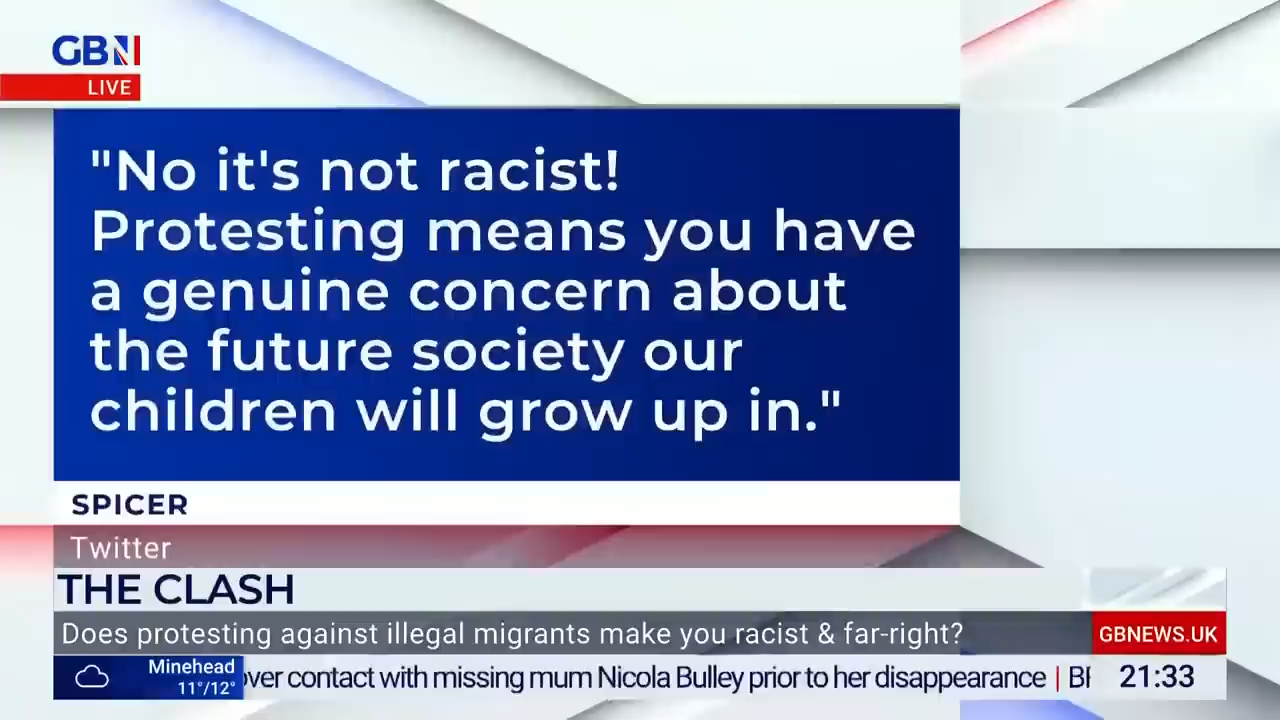 GBN
LIVE
"No it's not racist!
Protesting means you have
a genuine concern about
the future society our
children will grow up in."
SPICER
Twitter
THE CLASH
Does protesting against illegal migrants make you racist & far-right?
GBNEWS.UK
Minehead
11°/12°
over contact with missing mum Nicola Bulley prior to her disappearance |
21:33